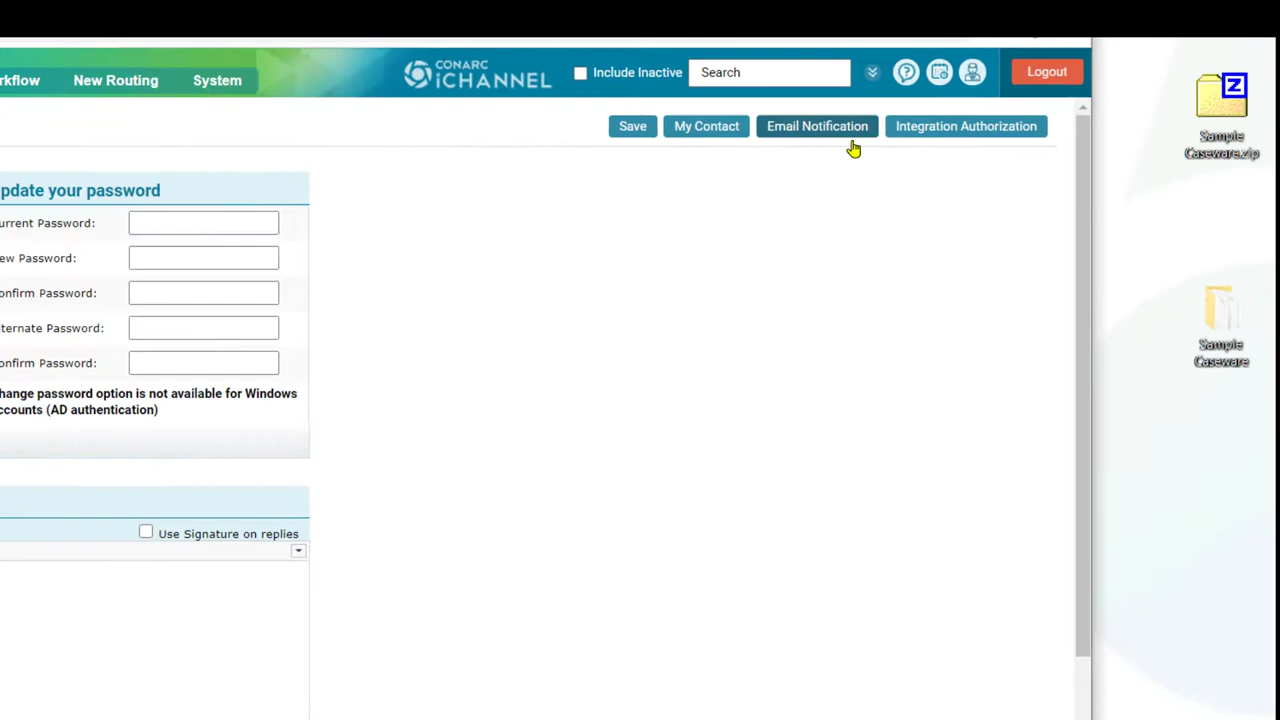 rkflow
New Routing
System
CONARC
iCHANNEL
Include Inactive
Search
Logout
Save
My Contact
Email Notification
Integration Authorization
pdate your password
urrent Password:
ew Password:
onfirm Password:
lternate Password:
onfirm Password:
hange password option is not available for Windows
ccounts (AD authentication)
Use Signature on replies
Z
Sample
Caseware.zip
Sample
Caseware